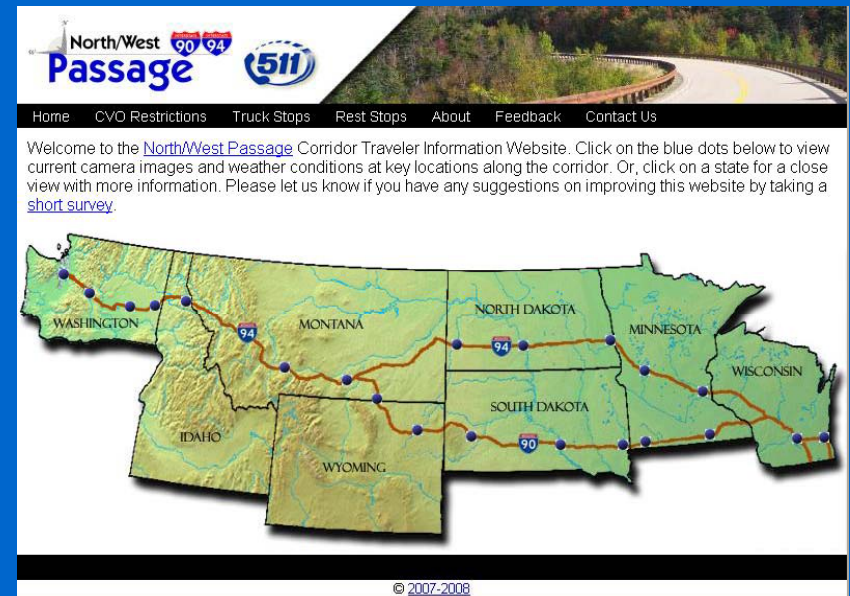 North/West 90 94
Passage
511
Home CVO Restrictions Truck Stops Rest Stops About Feedback Contact Us
Welcome to the North/West Passage Corridor Traveler Information Website. Click on the blue dots below to view
current camera images and weather conditions at key locations along the corridor. Or, click on a state for a close
view with more information. Please let us know if you have any suggestions on improving this website by taking a
short survey.
WASHINGTON
94
MONTANA
NORTH DAKOTA
94
MINNESOTA
WISCONSIN
SOUTH DAKOTA
IDAHO
90
WYOMING
© 2007-2008